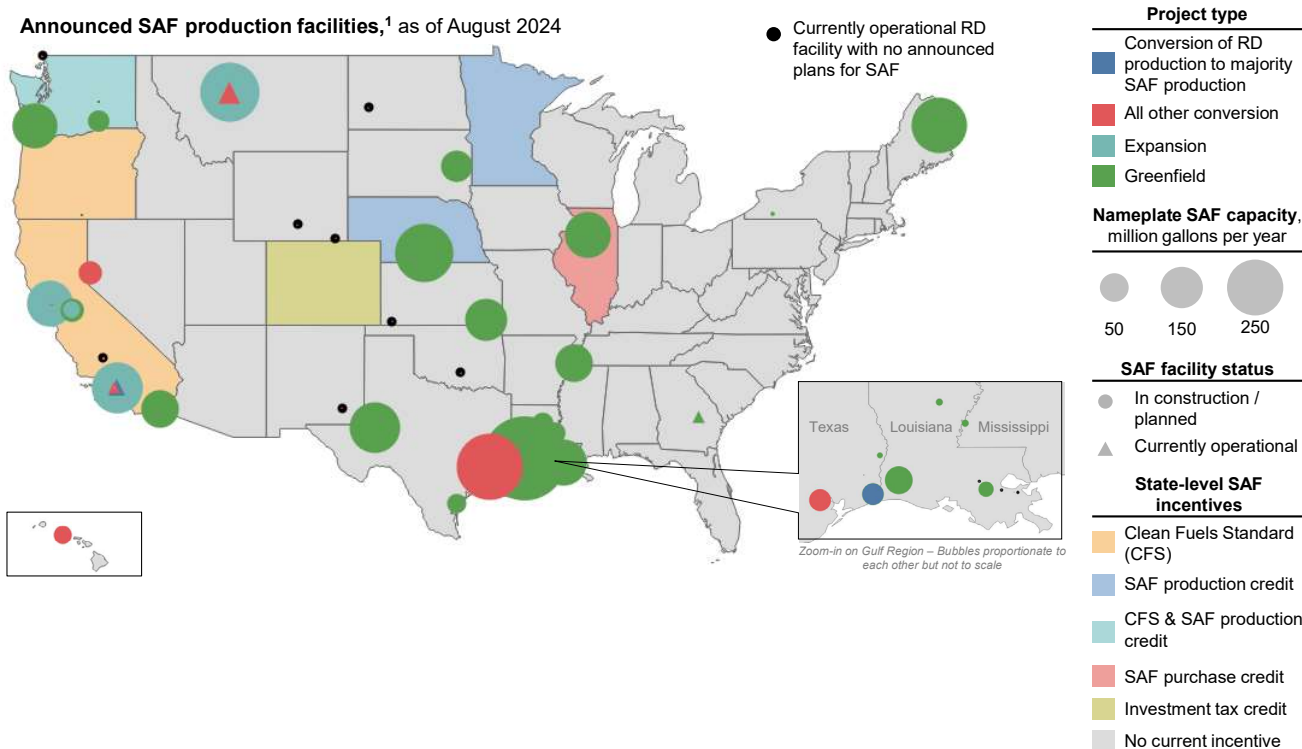 Announced SAF production facilities,1 as of August 2024
Currently operational RD
facility with no announced
plans for SAF
Texas
Louisiana
Mississippi
Zoom-in on Gulf Region – Bubbles proportionate to
each other but not to scale
Project type
Conversion of RD
production to majority
SAF production
All other conversion
Expansion
Greenfield
Nameplate SAF capacity,
million gallons per year
50
150
250
SAF facility status
In construction /
planned
Currently operational
State-level SAF
incentives
Clean Fuels Standard
(CFS)
SAF production credit
CFS & SAF production
credit
SAF purchase credit
Investment tax credit
No current incentive